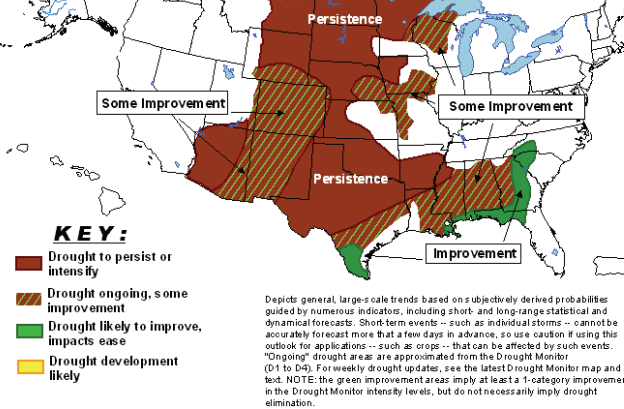 Persistence
Some Improvement
Some Improvement
Persistence
Improvement
KEY:
Drought to persist or
intensify
Drought ongoing, some
improvement
Drought likely to improve,
impacts ease
Drought development
likely
Depicts general, large-scale trends based on subjectively derived probabilities
guided by numerous indicators, including short- and long-range statistical and
dynamical forecasts. Short-term events -- such as individual storms -- cannot be
accurately forecast more that a few days in advance, so use caution if using this
outlook for applications -- such as crops -- that can be affected by such events.
"Ongoing" drought areas are approximated from the Drought Monitor
(D1 to D4). For weekly drought updates, see the latest Drought Monitor map and
text. NOTE: the green improvement areas imply at least a 1-category improvemen
in the Drought Monitor intensity levels, but do not necessarily imply drought
elimination.